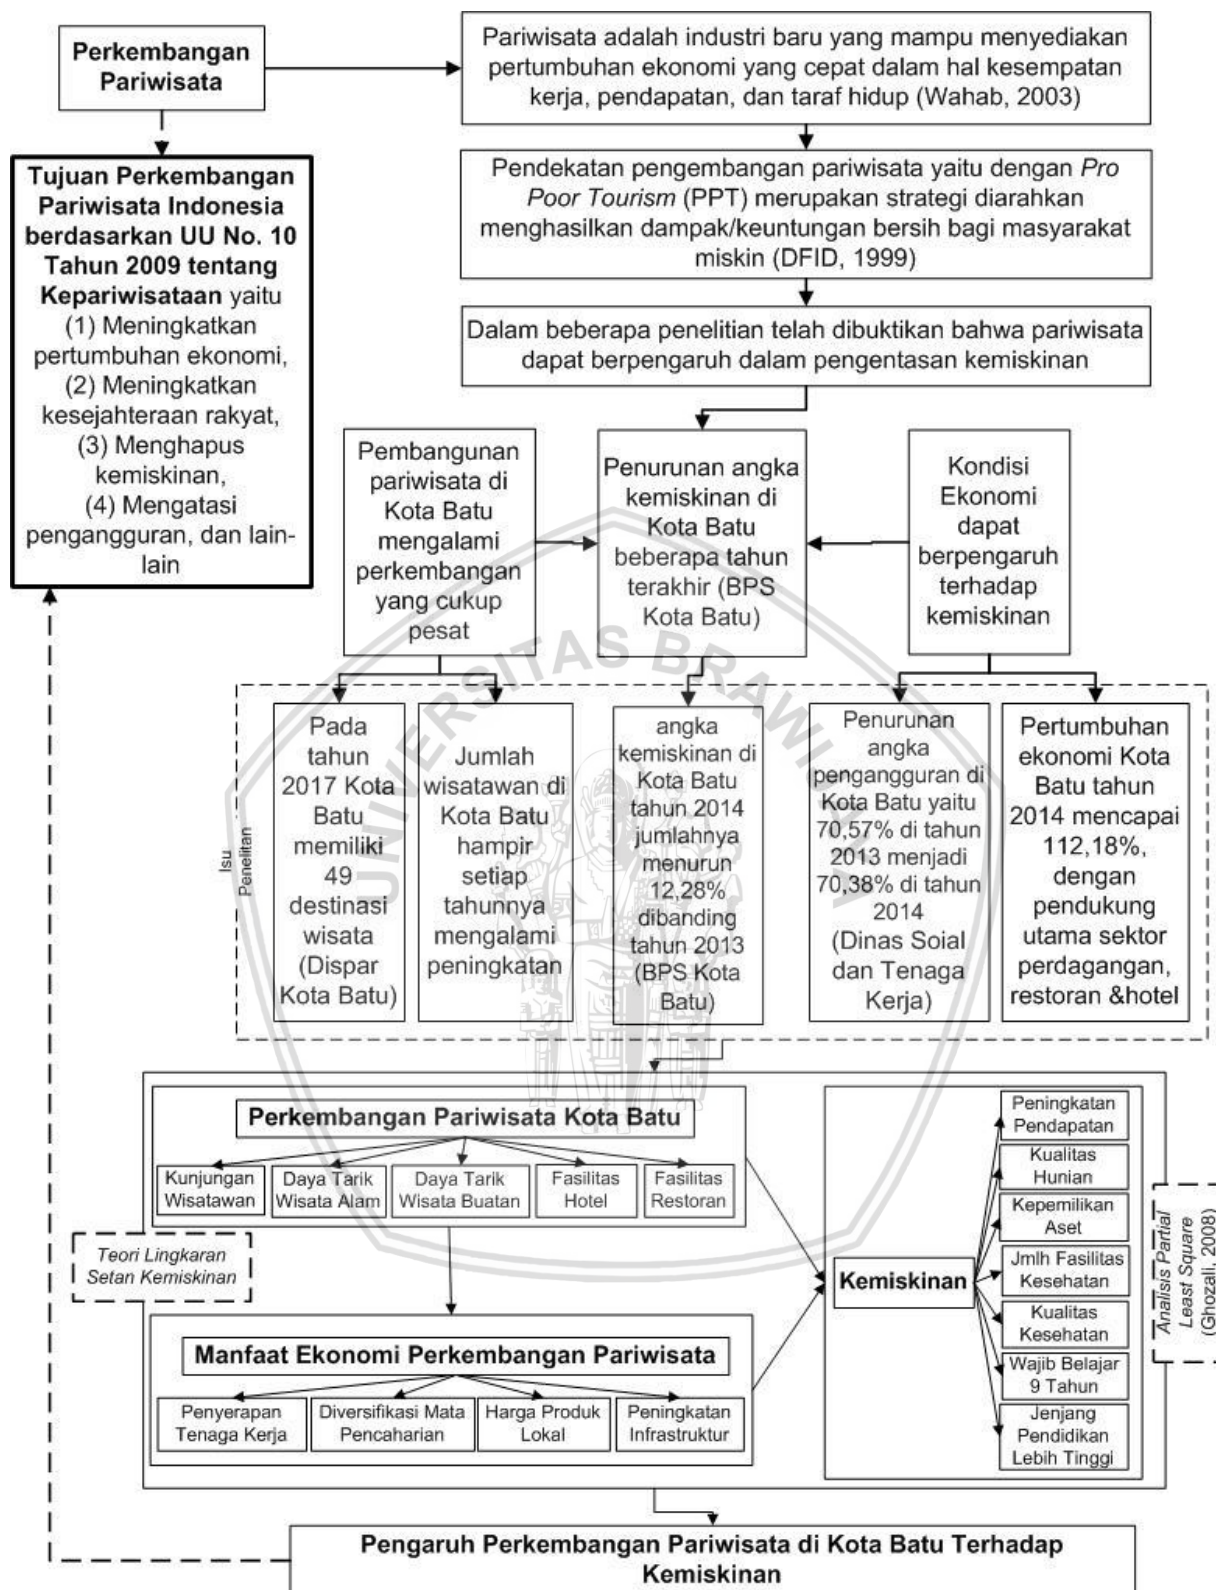 Perkembangan
Pariwisata
Pariwisata adalah industri baru yang mampu menyediakan
pertumbuhan ekonomi yang cepat dalam hal kesempatan
kerja, pendapatan, dan taraf hidup (Wahab, 2003)
Tujuan Perkembangan
Pariwisata Indonesia
berdasarkan UU No. 10
Tahun 2009 tentang
Kepariwisataan yaitu
(1) Meningkatkan
pertumbuhan ekonomi,
(2) Meningkatkan
kesejahteraan rakyat,
(3) Menghapus
kemiskinan,
(4) Mengatasi
pengangguran, dan lain-
lain
Pendekatan pengembangan pariwisata yaitu dengan Pro
Poor Tourism (PPT) merupakan strategi diarahkan
menghasilkan dampak/keuntungan bersih bagi masyarakat
miskin (DFID, 1999)
Dalam beberapa penelitian telah dibuktikan bahwa pariwisata
dapat berpengaruh dalam pengentasan kemiskinan
Pembangunan
pariwisata di
Kota Batu
mengalami
perkembangan
yang cukup
pesat
Penurunan angka
kemiskinan di
Kota Batu
beberapa tahun
terakhir (BPS
Kota Batu)
Kondisi
Ekonomi
dapat
berpengaruh
terhadap
kemiskinan
UNIVERSITAS BRAWIJAYA
Isu
Penelitan
Pada
tahun
2017 Kota
Batu
memiliki
49
destinasi
wisata
(Dispar
Kota Batu)
Jumlah
wisatawan di
Kota Batu
hampir
setiap
tahunnya
mengalami
peningkatan
angka
kemiskinan di
Kota Batu
tahun 2014
jumlahnya
menurun
12,28%
dibanding
tahun 2013
(BPS Kota
Batu)
Penurunan
angka
pengangguran di
Kota Batu yaitu
70,57% di tahun
2013 menjadi
70,38% di tahun
2014
(Dinas Soial
dan Tenaga
Kerja)
Pertumbuhan
ekonomi Kota
Batu tahun
2014 mencapai
112,18%,
dengan
pendukung
utama sektor
perdagangan,
restoran &hotel
Perkembangan Pariwisata Kota Batu
Kunjungan
Wisatawan
Daya Tarik
Wisata Alam
Daya Tarik
Wisata Buatan
Fasilitas
Hotel
Fasilitas
Restoran
Teori Lingkaran
Setan Kemiskinan
Manfaat Ekonomi Perkembangan Pariwisata
Penyerapan
Tenaga Kerja
Diversifikasi Mata
Pencaharian
Harga Produk
Lokal
Peningkatan
Infrastruktur
Kemiskinan
Peningkatan
Pendapatan
Kualitas
Hunian
Kepemilikan
Aset
Jmlh Fasilitas
Kesehatan
Kualitas
Kesehatan
Wajib Belajar
9 Tahun
Jenjang
Pendidikan
Lebih Tinggi
Analisis Partial
Least Square
(Ghozali, 2008)
Pengaruh Perkembangan Pariwisata di Kota Batu Terhadap
Kemiskinan